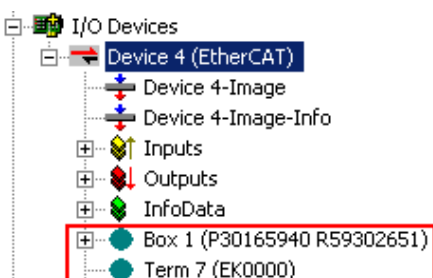 I/O Devices
Device 4 (EtherCAT)
Device 4-Image
Device 4-Image-Info
Inputs
Outputs
InfoData
Box 1 (P30165940 R59302651)
Term 7 (EK0000)